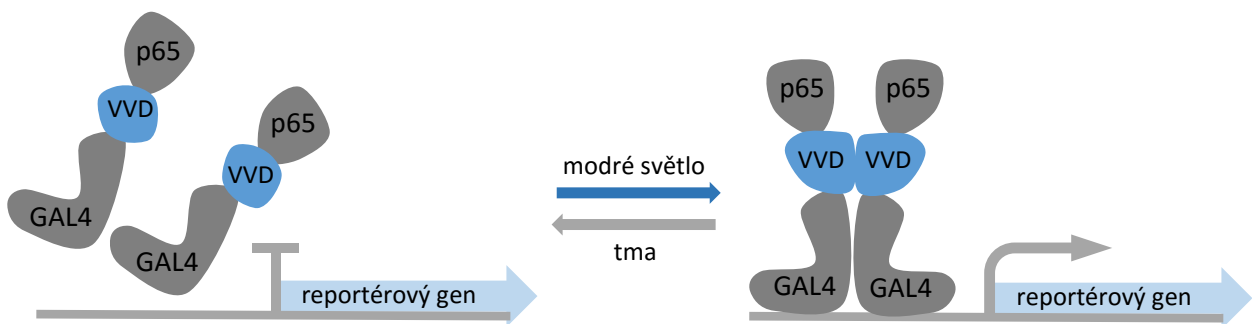 p65
VVD
GAL4
p65
VVD
GAL4
reportérový gen
modré světlo
tma
p65
p65
VVD
VVD
GAL4
GAL4
reportérový gen